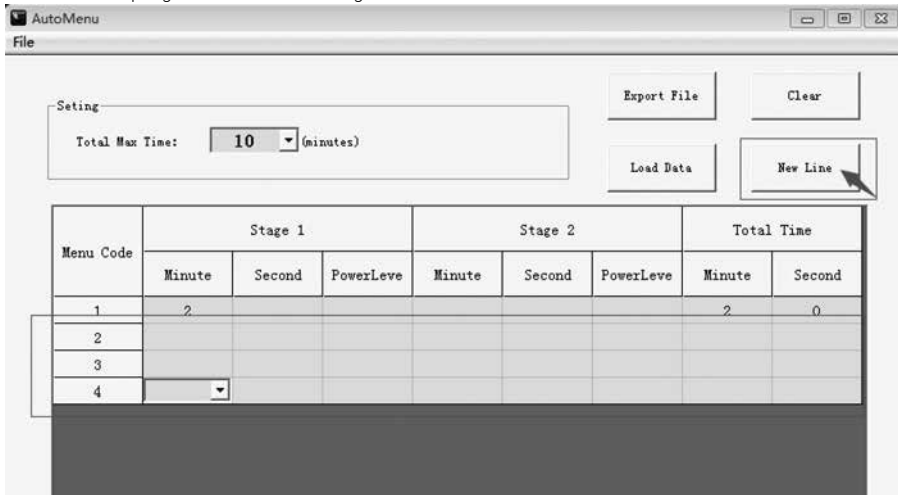 AutoMenu
File
Seting
Total Max Time: 10 (minutes)
Export File
Clear
Load Data
New Line
Menu Code
Stage 1
Stage 2
Total Time
Minute Second PowerLeve Minute Second PowerLeve Minute Second
1 2 2 0
2
3
4